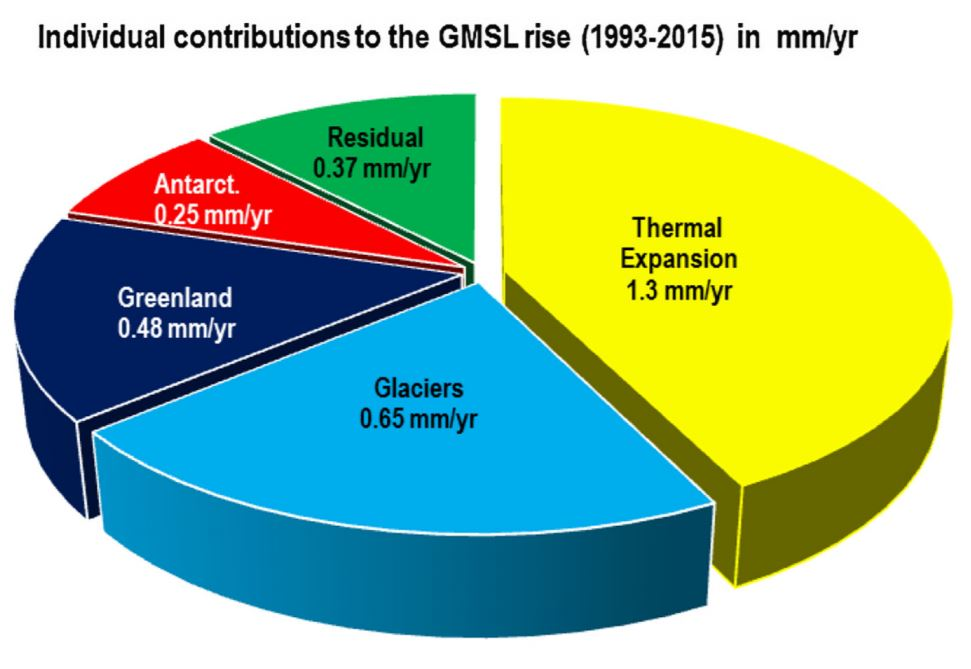 Individual contributions to the GMSL rise (1993-2015) in mm/yr
Residual
0.37 mm/yr
Antarct.
0.25 mm/yr
Thermal
Expansion
1.3 mm/yr
Greenland
0.48 mm/yr
Glaciers
0.65 mm/yr